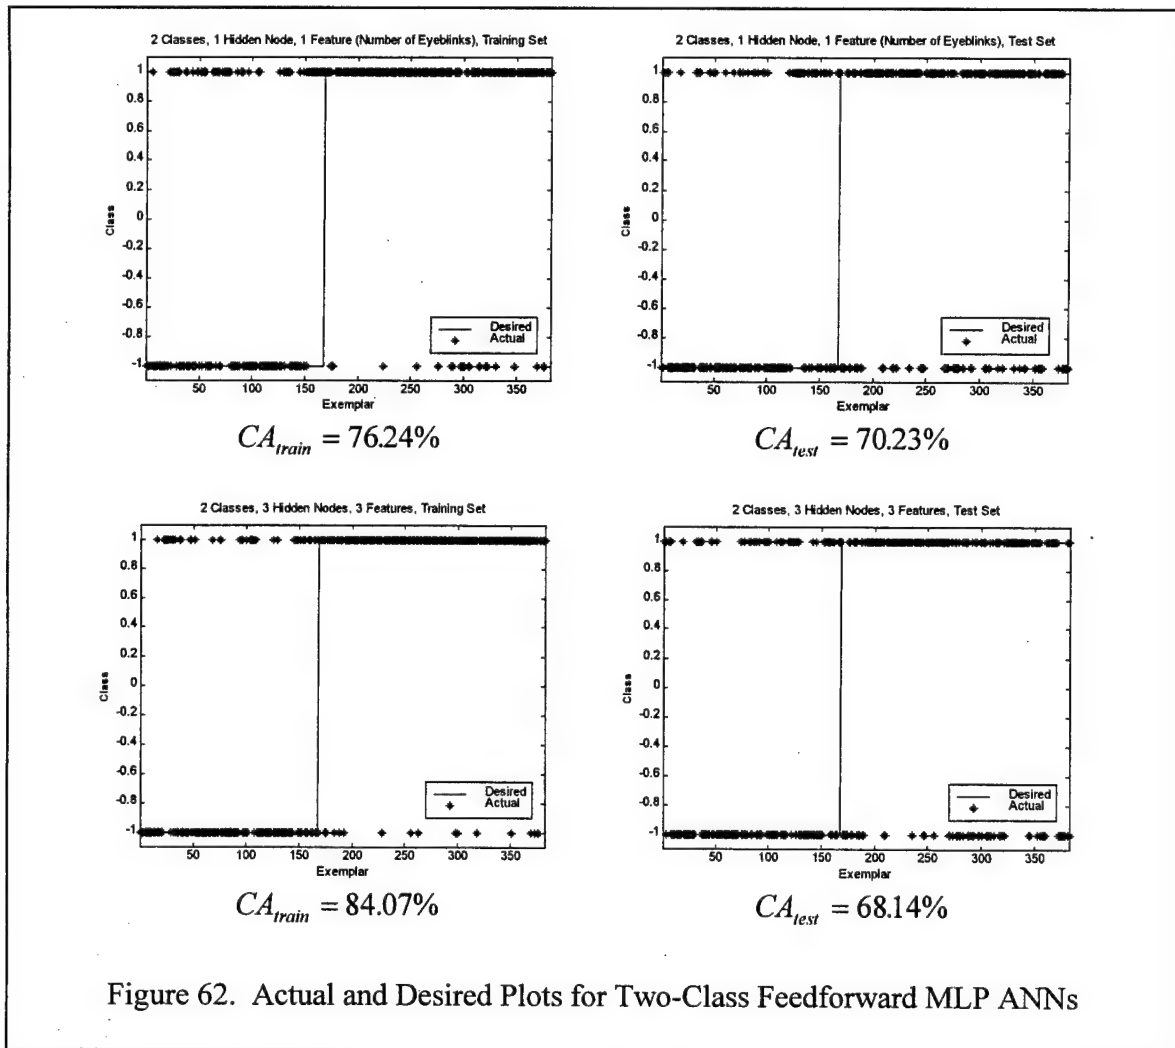 2 Classes, 1 Hidden Node, 1 Feature (Number of Eyeblinks), Training Set
1
0.8
0.6
0.4
0.2
0
-0.2
-0.4
-0.6
-0.8
-1
Class
Desired
Actual
50 100 150 200 250 300 350
Exemplar
CA_train = 76.24%
2 Classes, 1 Hidden Node, 1 Feature (Number of Eyeblinks), Test Set
1
0.8
0.6
0.4
0.2
0
-0.2
-0.4
-0.6
-0.8
-1
Class
Desired
Actual
50 100 150 200 250 300 350
Exemplar
CA_test = 70.23%
2 Classes, 3 Hidden Nodes, 3 Features, Training Set
1
0.8
0.6
0.4
0.2
0
-0.2
-0.4
-0.6
-0.8
-1
Class
Desired
Actual
50 100 150 200 250 300 350
Exemplar
CA_train = 84.07%
2 Classes, 3 Hidden Nodes, 3 Features, Test Set
1
0.8
0.6
0.4
0.2
0
-0.2
-0.4
-0.6
-0.8
-1
Class
Desired
Actual
50 100 150 200 250 300 350
Exemplar
CA_test = 68.14%
Figure 62. Actual and Desired Plots for Two-Class Feedforward MLP ANNs